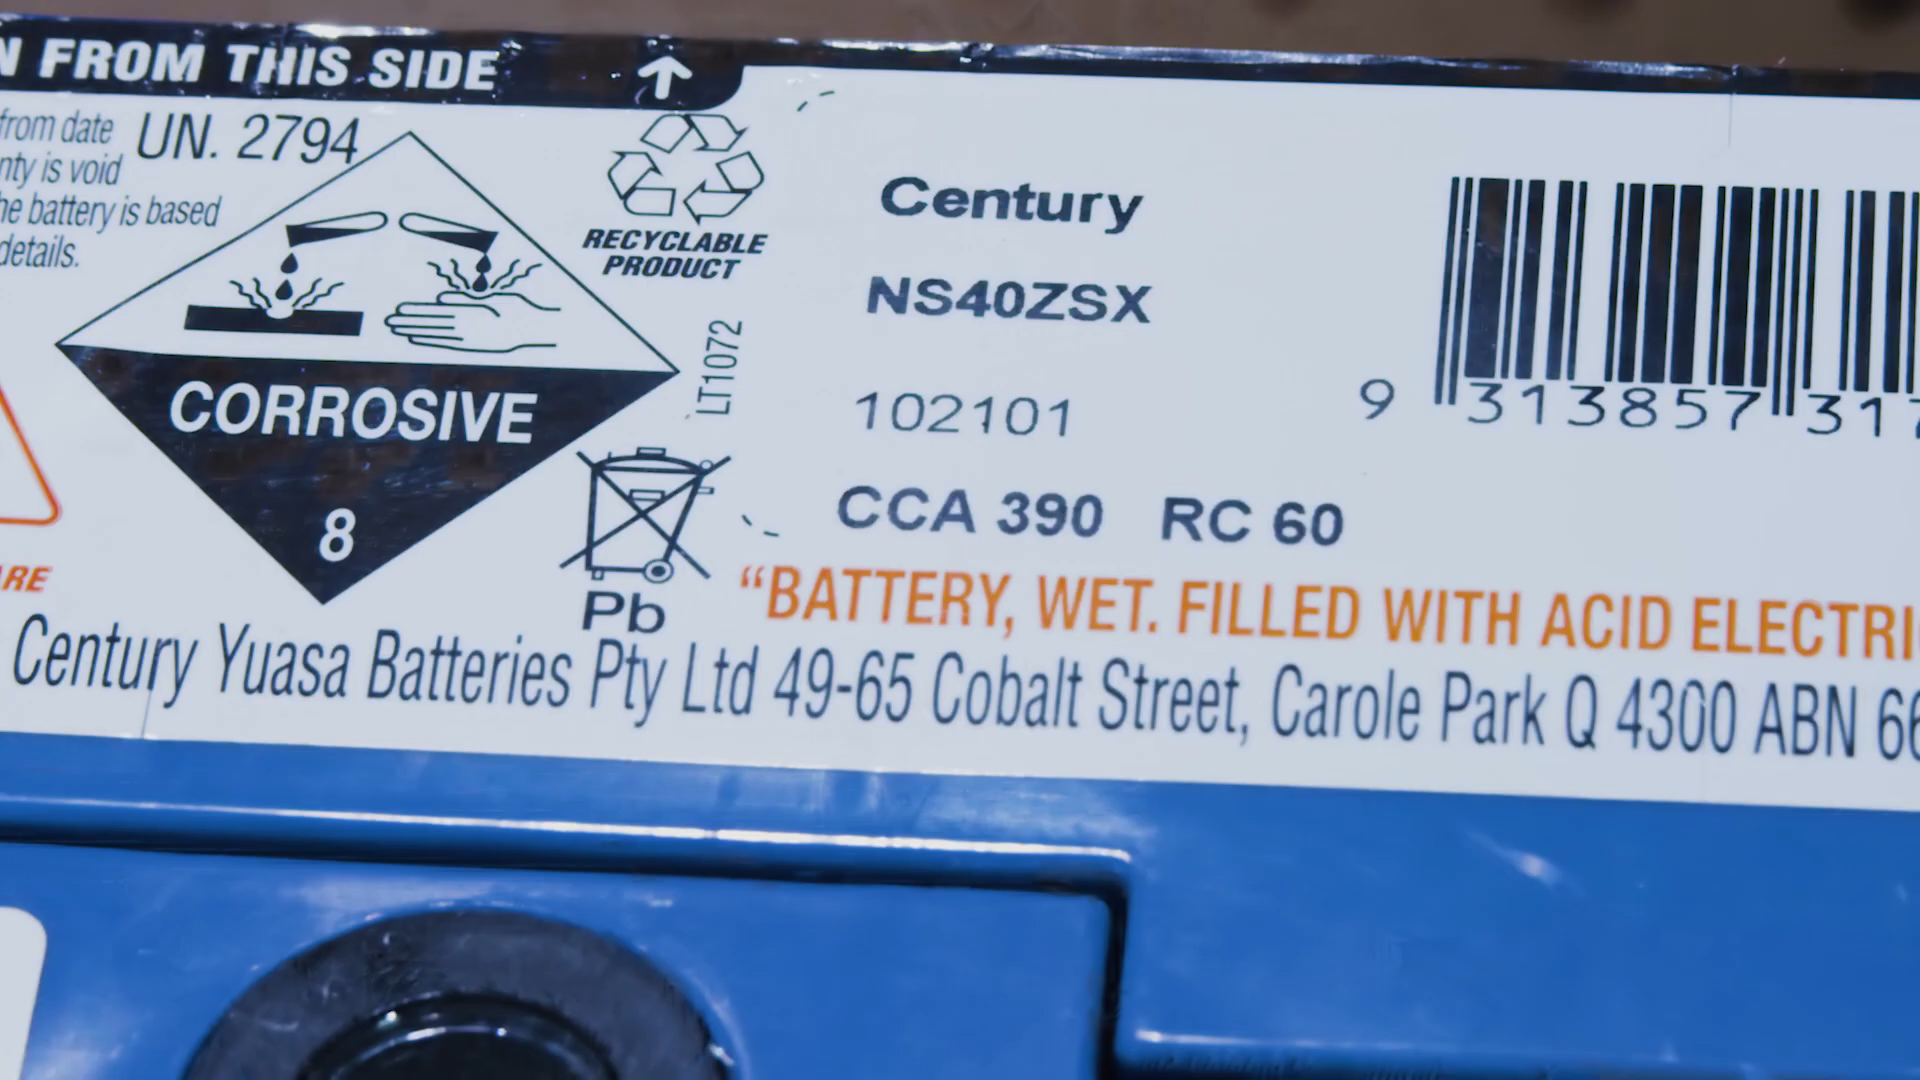 N FROM THIS SIDE
from date
nty is void
he battery is based
details.
UN. 2794
CORROSIVE
8
RECYCLABLE
PRODUCT
LT1072
Pb
Century
NS40ZSX
102101
CCA 390 RC 60
9 313857 317
"BATTERY, WET. FILLED WITH ACID ELECTRI
ARE
Century Yuasa Batteries Pty Ltd 49-65 Cobalt Street, Carole Park Q 4300 ABN 66